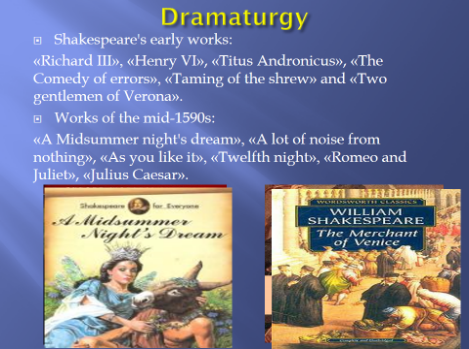 Dramaturgy
Shakespeare's early works:
«Richard III», «Henry VI», «Titus Andronicus», «The
Comedy of errors», «Taming of the shrew» and «Two
gentlemen of Verona».
Works of the mid-1590s:
«A Midsummer night's dream», «A lot of noise from
nothing», «As you like it», «Twelfth night», «Romeo and
Juliet», «Julius Caesar».
Shakespeare for Everyone
A Midsummer
Night's Dream
WORDSWORTH CLASSICS
WILLIAM
SHAKESPEARE
The Merchant
of Venice
Complete and Unabridged